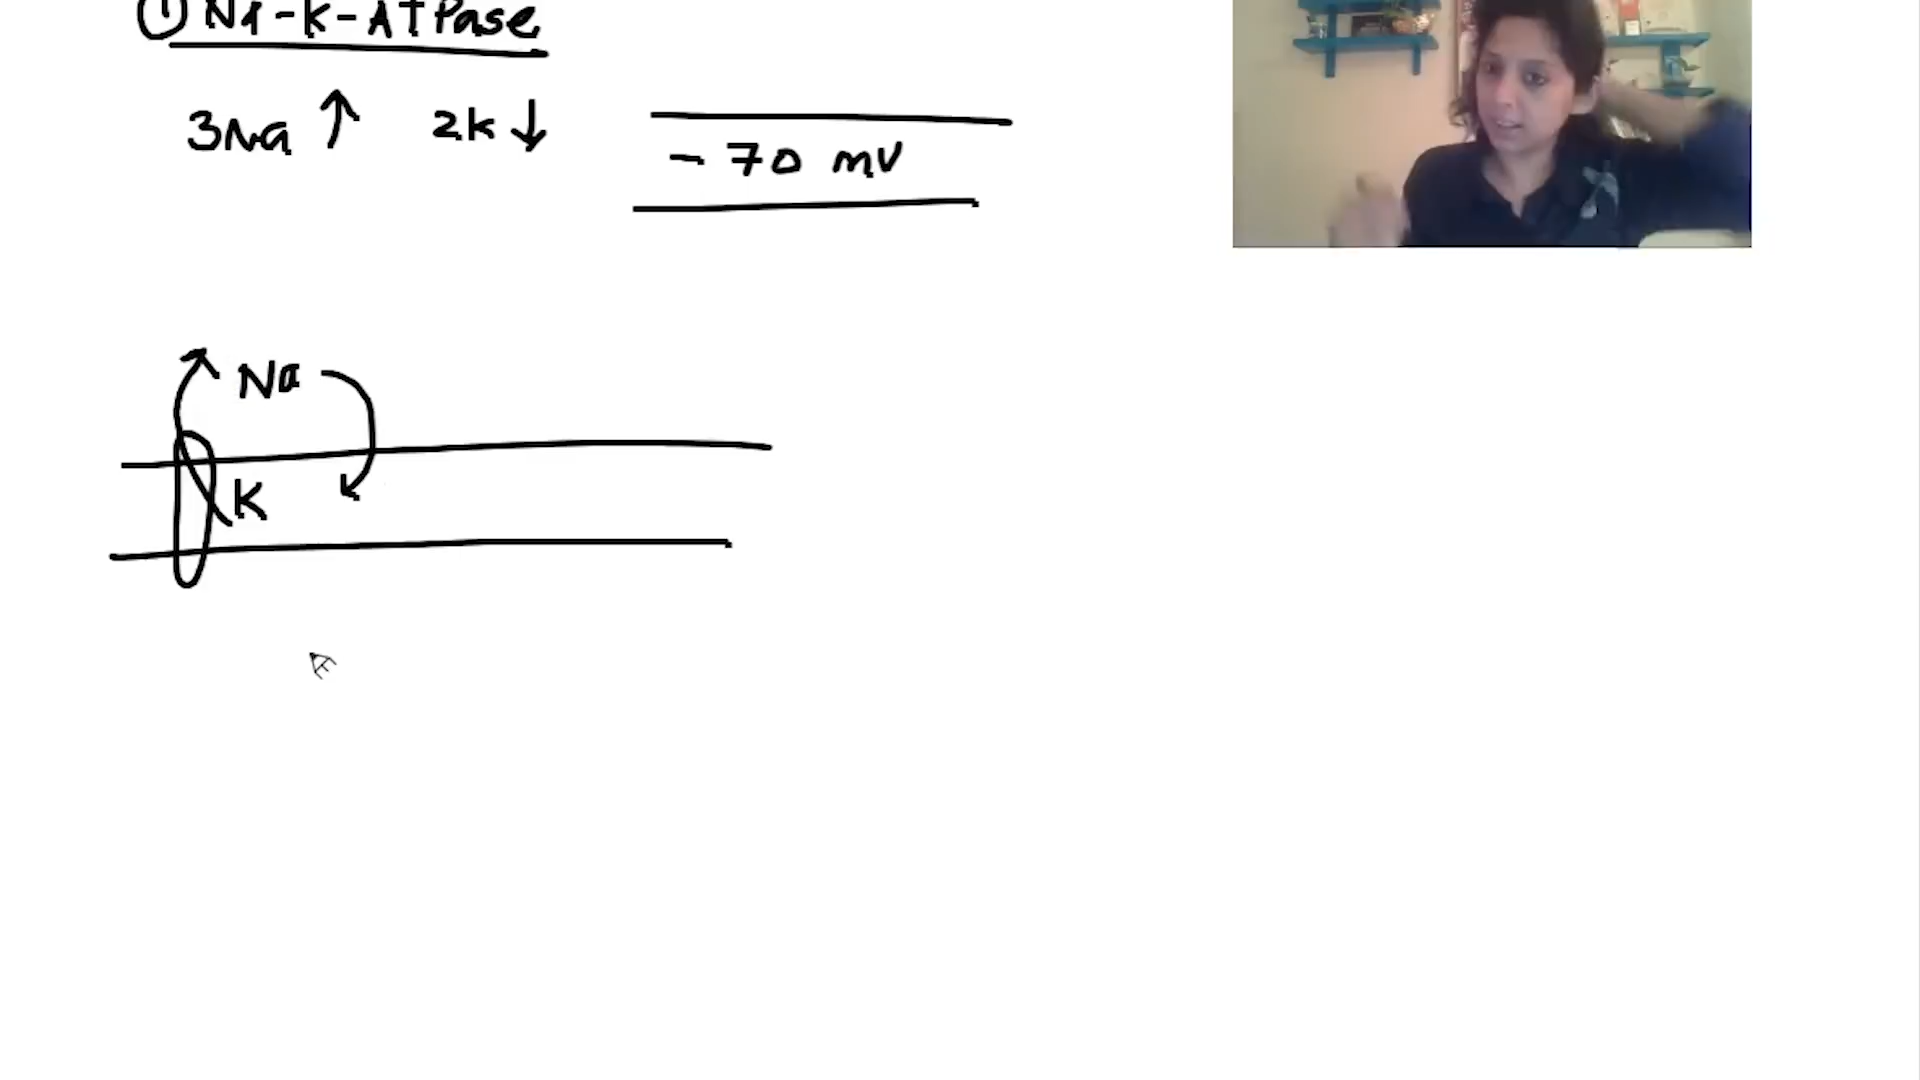 ① Na-K-ATPase
3Na ↑ 2K ↓
- 70 mV
Na
K